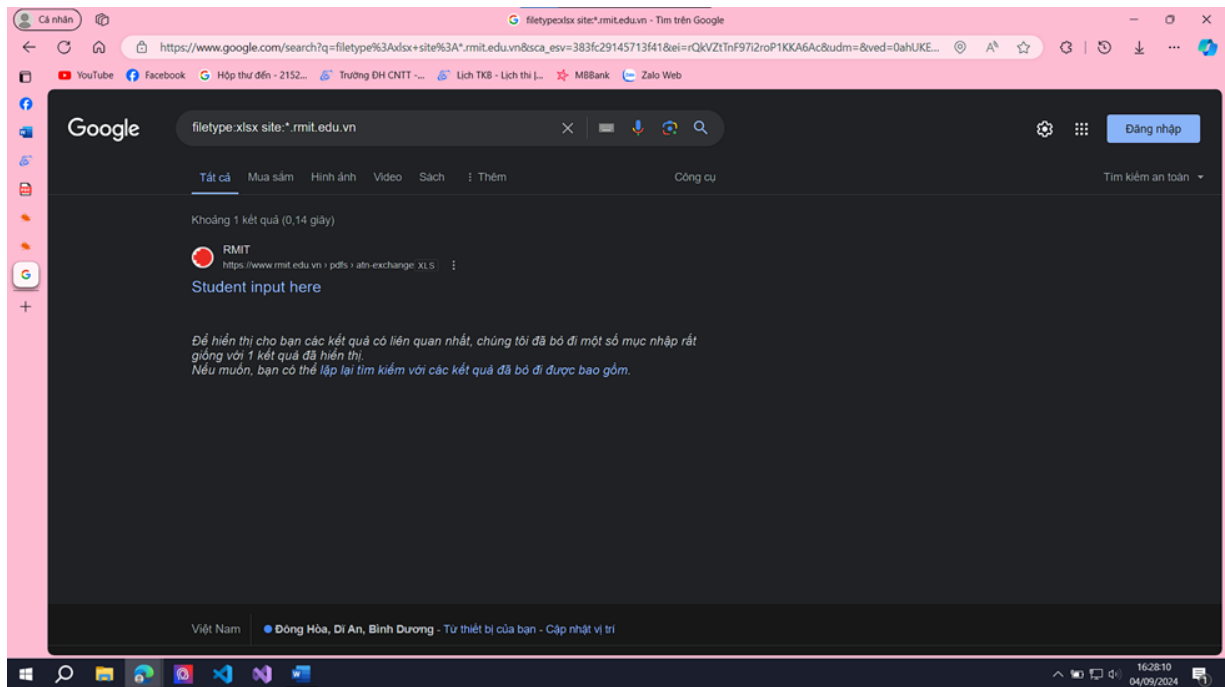 Cá nhân
filetype:xlsx site:*.rmit.edu.vn - Tìm trên Google
https://www.google.com/search?q=filetype%3Axlsx+site%3A*.rmit.edu.vn&sca_esv=383fc29145713f41&ei=rQkVZtTnF97i2roP1KKA6Ac&udm=&ved=0ahUKE...
YouTube Facebook Hộp thư đến - 2152... Trường ĐH CNTT -... Lịch TKB - Lịch thi |... MBBank Zalo Web
Google
filetype:xlsx site:*.rmit.edu.vn
Đăng nhập
Tất cả Mua sắm Hình ảnh Video Sách Thêm Công cụ Tìm kiếm an toàn
Khoảng 1 kết quả (0,14 giây)
RMIT
https://www.rmit.edu.vn › pdfs › atn-exchange XLS
Student input here
Để hiển thị cho bạn các kết quả có liên quan nhất, chúng tôi đã bỏ đi một số mục nhập rất
giống với 1 kết quả đã hiển thị.
Nếu muốn, bạn có thể lặp lại tìm kiếm với các kết quả đã bỏ đi được bao gồm.
Việt Nam Đông Hòa, Dĩ An, Bình Dương - Từ thiết bị của bạn - Cập nhật vị trí
16:28:10
04/09/2024